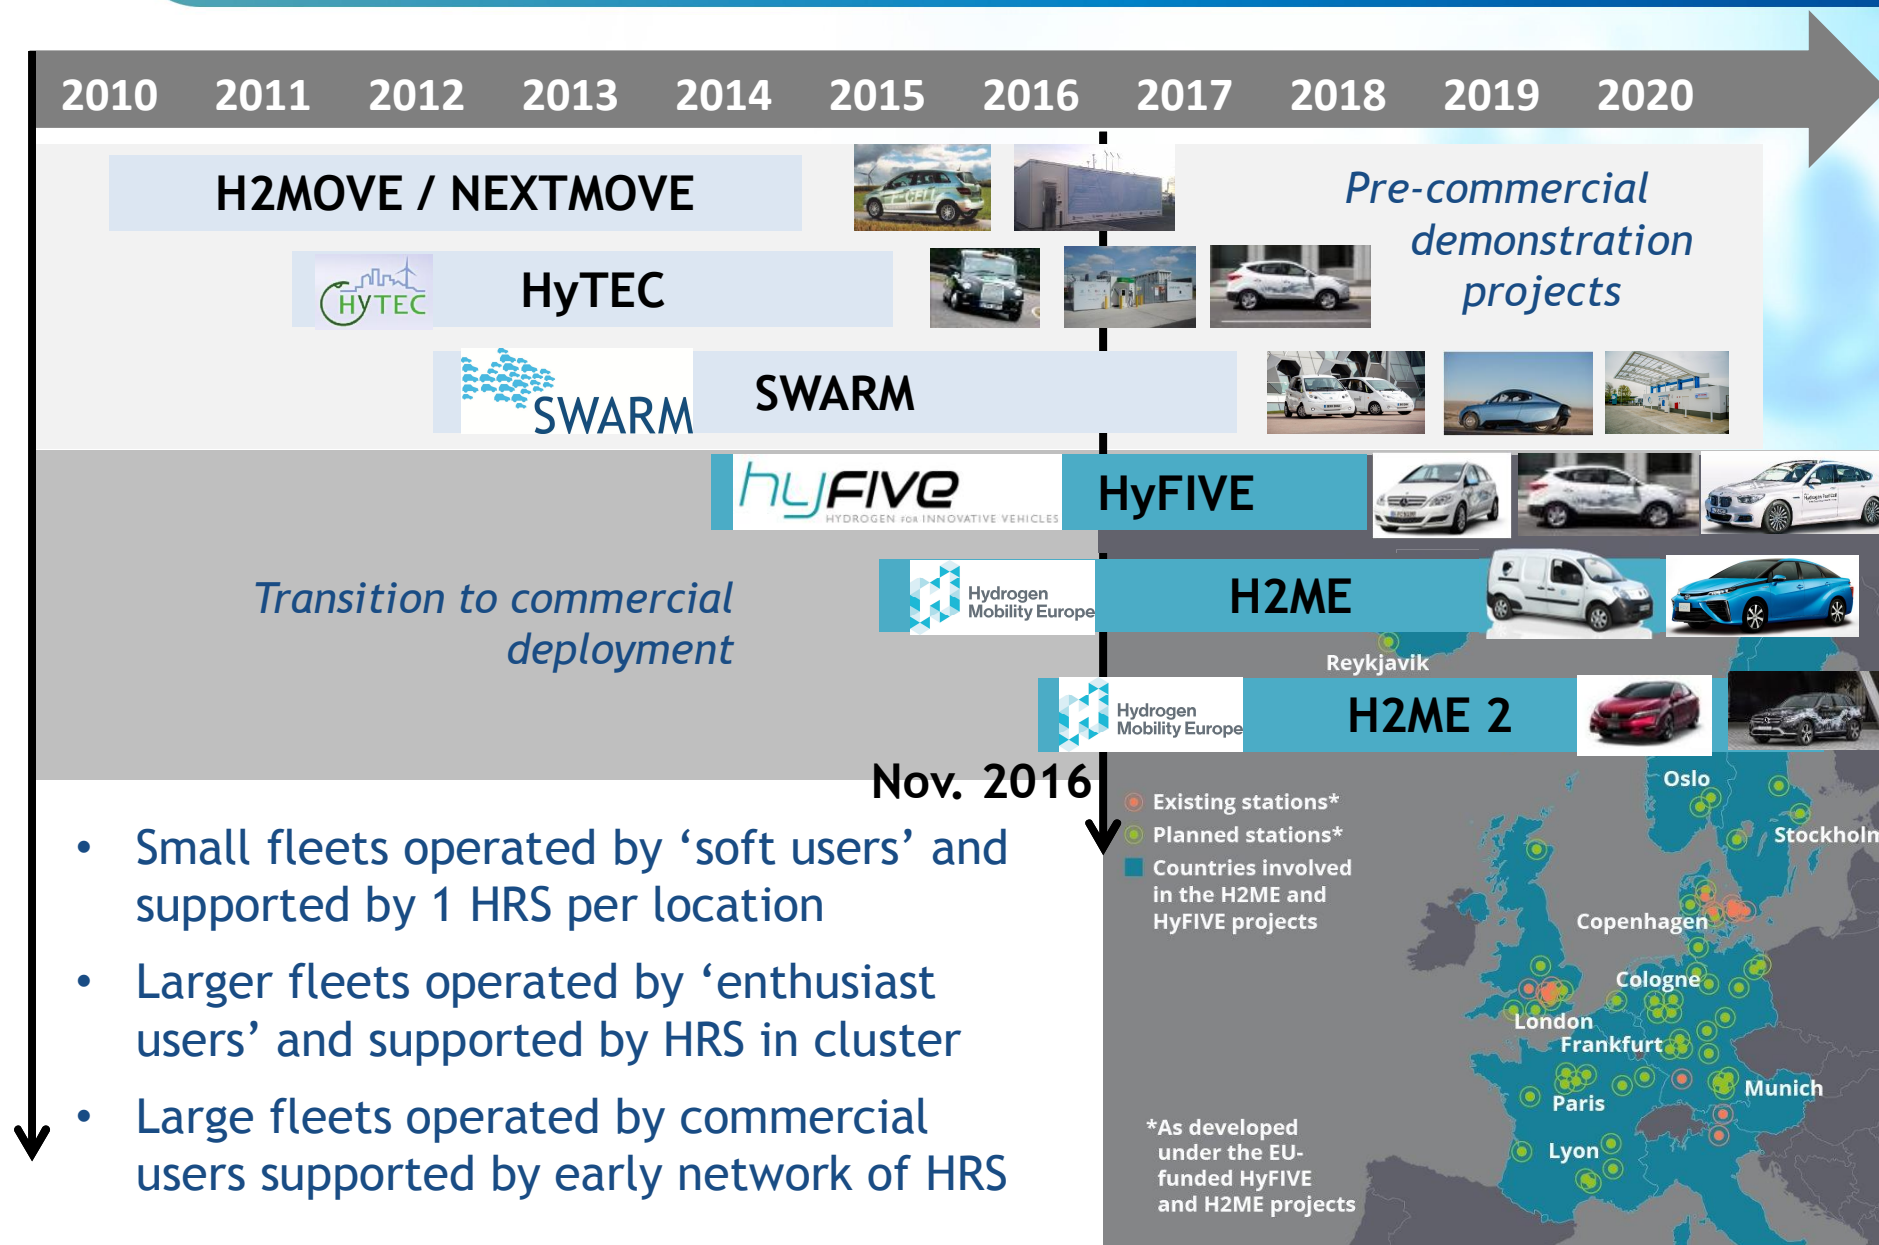 2010 2011 2012 2013 2014 2015 2016 2017 2018 2019 2020
H2MOVE / NEXTMOVE
Pre-commercial
demonstration
projects
HYTEC
HyTEC
SWARM
SWARM
hyFIVE
HYDROGEN FOR INNOVATIVE VEHICLES
HyFIVE
Transition to commercial
deployment
Hydrogen
Mobility Europe
H2ME
Reykjavik
Hydrogen
Mobility Europe
H2ME 2
Nov. 2016
• Small fleets operated by ‘soft users’ and
supported by 1 HRS per location
• Larger fleets operated by ‘enthusiast
users’ and supported by HRS in cluster
• Large fleets operated by commercial
users supported by early network of HRS
Existing stations*
Planned stations*
Countries involved
in the H2ME and
HyFIVE projects
Oslo
Stockholm
Copenhagen
Cologne
London
Frankfurt
Paris
Munich
Lyon
*As developed
under the EU-
funded HyFIVE
and H2ME projects